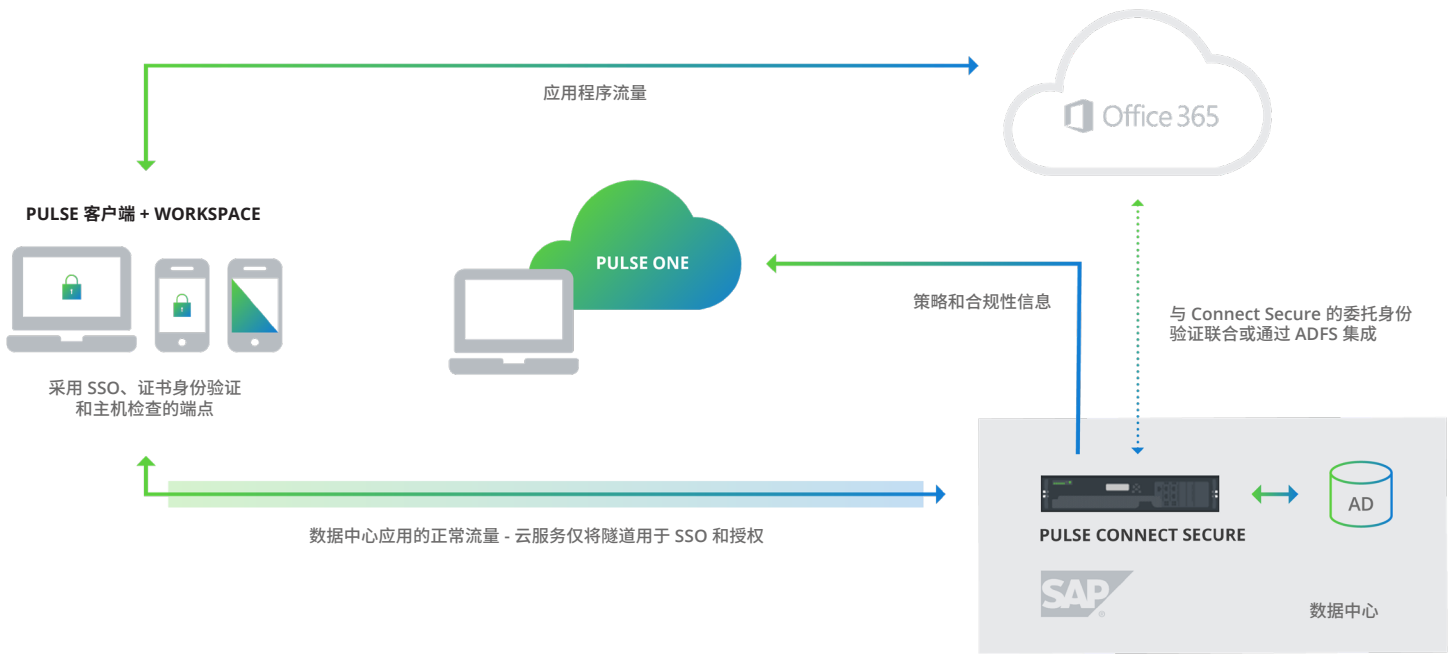 应用程序流量
Office 365
PULSE 客户端 + WORKSPACE
PULSE ONE
策略和合规性信息
与 Connect Secure 的委托身份
验证联合或通过 ADFS 集成
采用 SSO、证书身份验证
和主机检查的端点
数据中心应用的正常流量 - 云服务仅将隧道用于 SSO 和授权
AD
PULSE CONNECT SECURE
SAP
数据中心